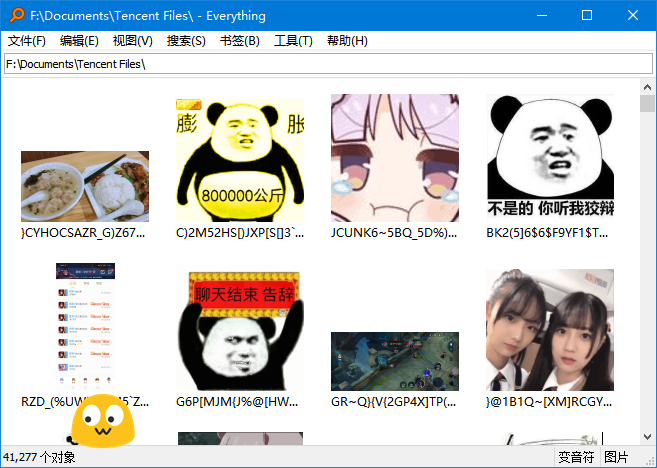 F:\Documents\Tencent Files\ - Everything
文件(F) 编辑(E) 视图(V) 搜索(S) 书签(B) 工具(T) 帮助(H)
F:\Documents\Tencent Files\
膨 胀
800000公斤
不是的 你听我狡辩
}CYHOCSAZR_G)Z67...
C)2M52HS[)JXP[S[]3`...
JCUNK6~5BQ_5D%)...
BK2(5]6$6$F9YF1$T...
聊天结束 告辞
G6P[MJM{J%@[HW...
GR~Q}{V{2GP4X]TP(...
}@1B1Q~[XM]RCGY...
41,277 个对象
变音符
图片